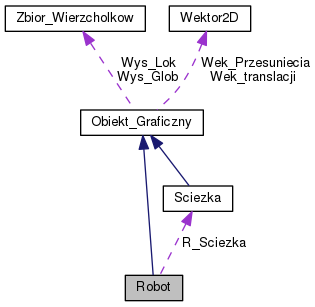 Zbior_Wierzcholkow
Wektor2D
Wys_Lok
Wys_Glob
Wek_Przesuniecia
Wek_translacji
Obiekt_Graficzny
Sciezka
R_Sciezka
Robot